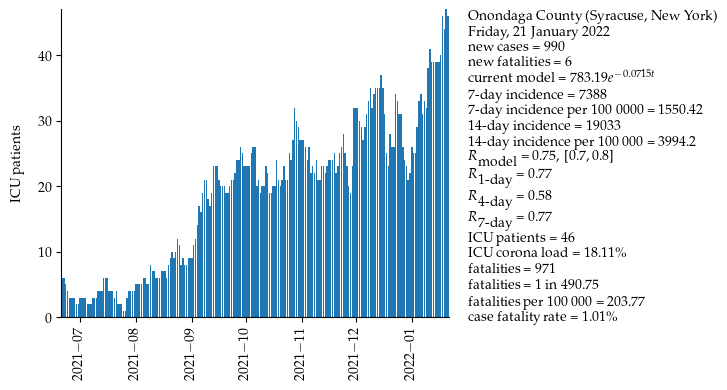 Onondaga County (Syracuse, New York)
Friday, 21 January 2022
new cases = 990
new fatalities = 6
current model = 783.19e^{−0.0715t}
7-day incidence = 7388
7-day incidence per 100 0000 = 1550.42
14-day incidence = 19033
14-day incidence per 100 000 = 3994.2
R_model = 0.75, [0.7, 0.8]
R_1-day = 0.77
R_4-day = 0.58
R_7-day = 0.77
ICU patients = 46
ICU corona load = 18.11%
fatalities = 971
fatalities = 1 in 490.75
fatalities per 100 000 = 203.77
case fatality rate = 1.01%
ICU patients
40
30
20
10
0
2021−07
2021−08
2021−09
2021−10
2021−11
2021−12
2022−01